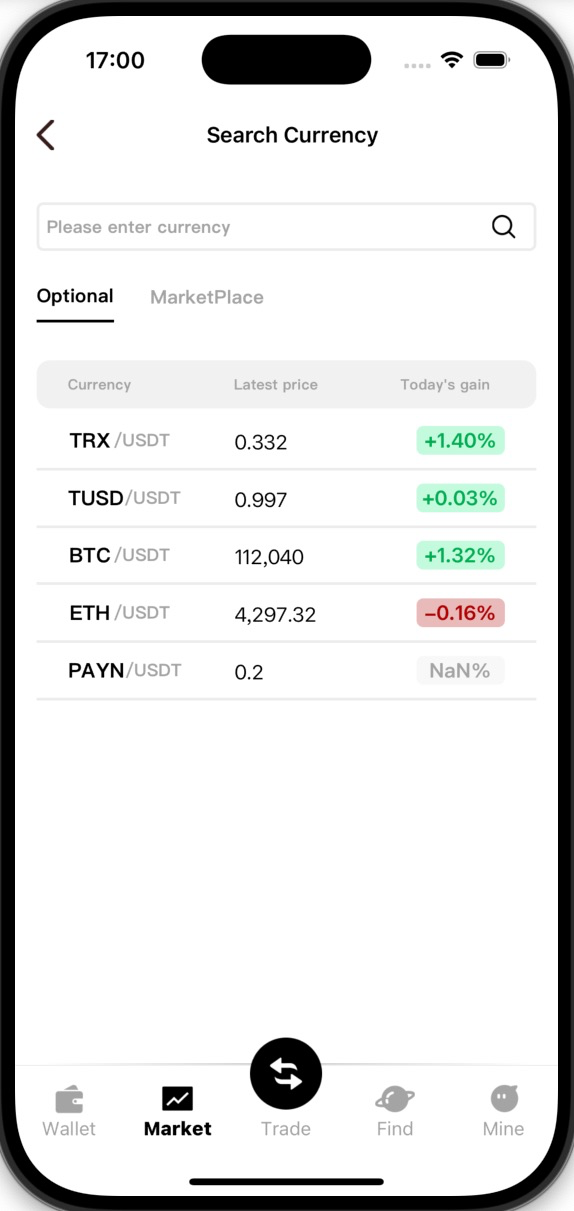 17:00
Search Currency
Please enter currency
Optional MarketPlace
Currency Latest price Today's gain
TRX /USDT 0.332 +1.40%
TUSD/USDT 0.997 +0.03%
BTC /USDT 112,040 +1.32%
ETH /USDT 4,297.32 −0.16%
PAYN/USDT 0.2 NaN%
Wallet Market Trade Find Mine